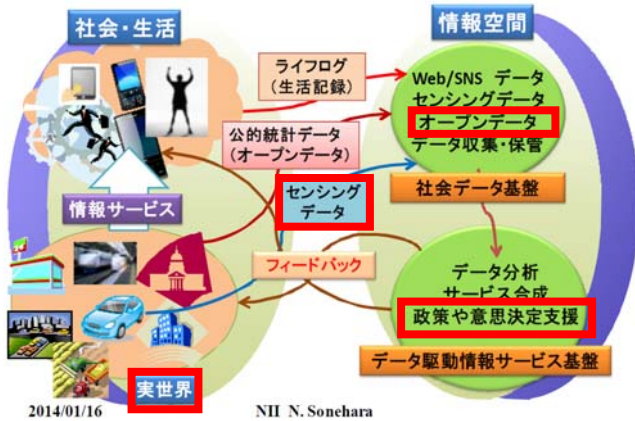 社会・生活
情報空間
ライフログ
(生活記録)
Web/SNS データ
センシングデータ
オープンデータ
データ収集・保管
公的統計データ
(オープンデータ)
センシング
データ
社会データ基盤
情報サービス
フィードバック
データ分析
サービス合成
政策や意思決定支援
データ駆動情報サービス基盤
実世界
2014/01/16
NII N. Sonehara